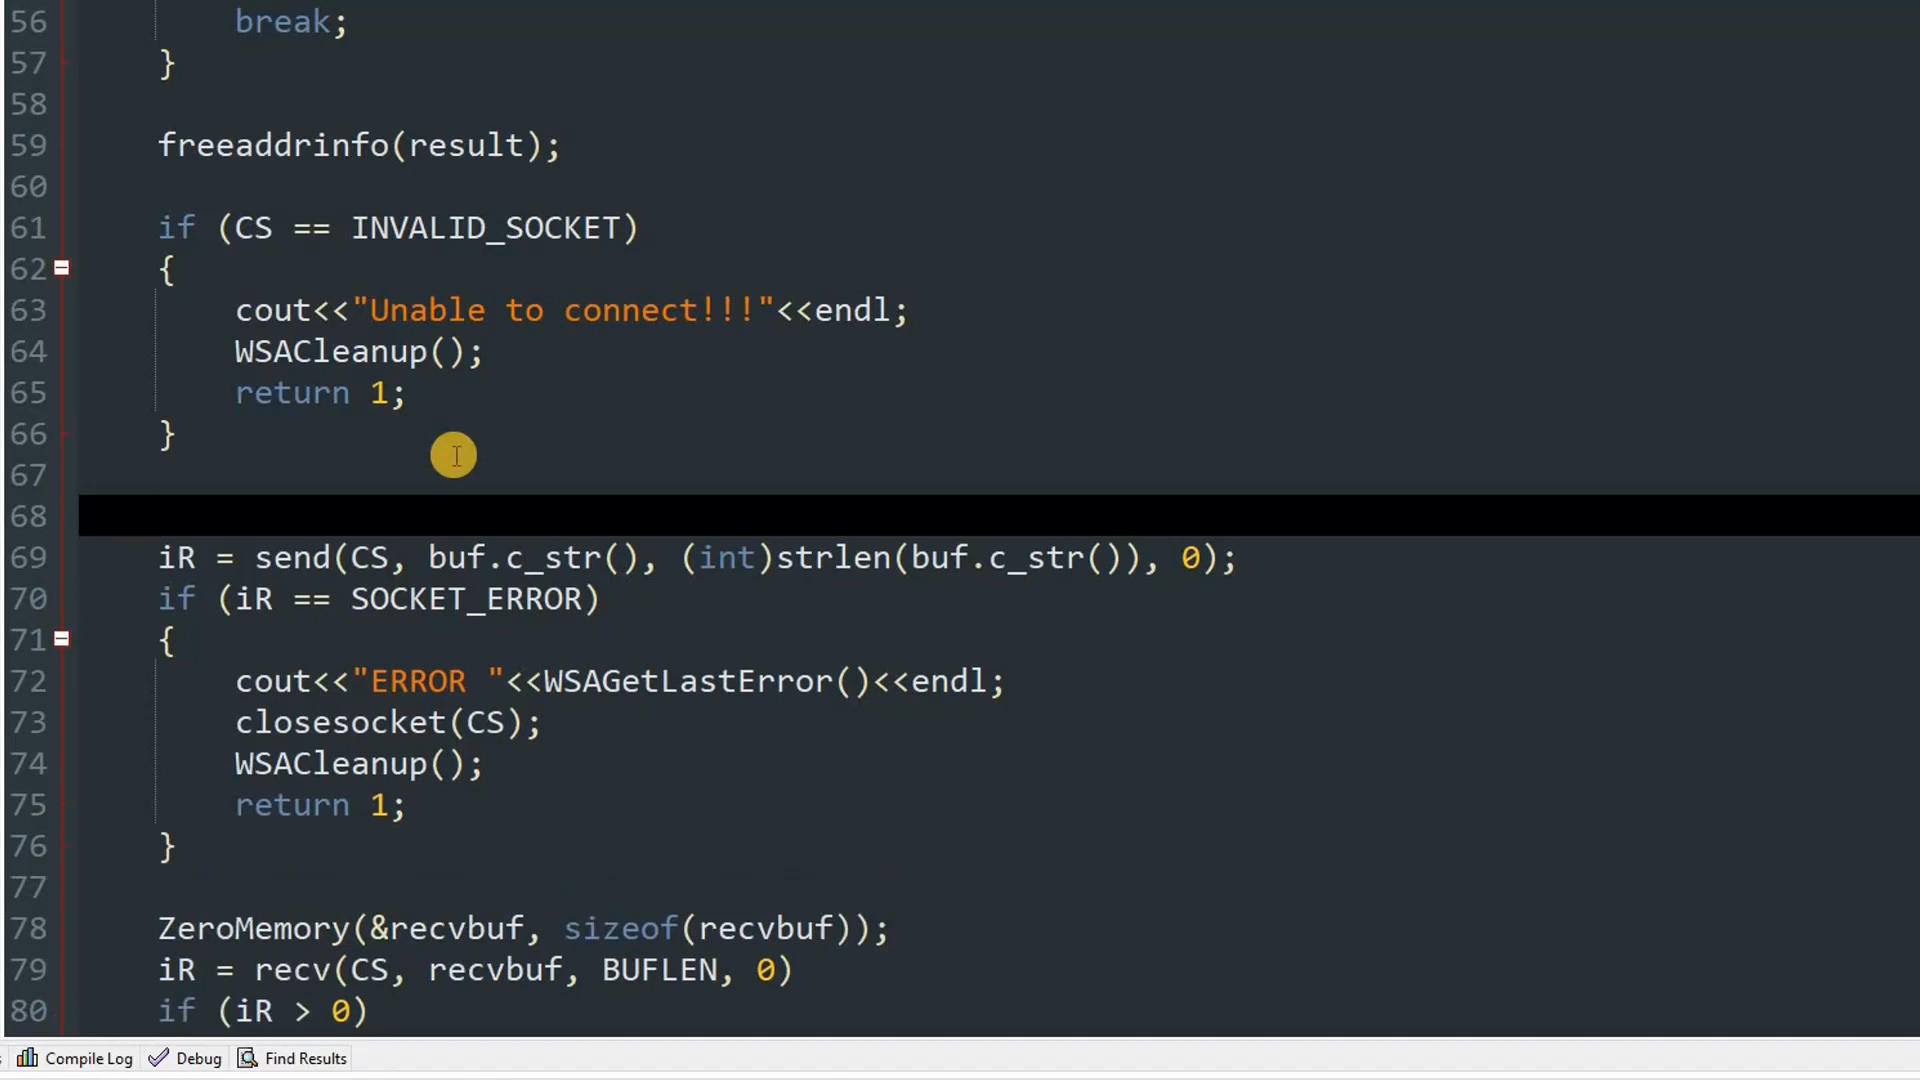 56 break;
57 }
58
59 freeaddrinfo(result);
60
61 if (CS == INVALID_SOCKET)
62 {
63 cout<<"Unable to connect!!!"<<endl;
64 WSACleanup();
65 return 1;
66 }
67
68
69 iR = send(CS, buf.c_str(), (int)strlen(buf.c_str()), 0);
70 if (iR == SOCKET_ERROR)
71 {
72 cout<<"ERROR "<<WSAGetLastError()<<endl;
73 closesocket(CS);
74 WSACleanup();
75 return 1;
76 }
77
78 ZeroMemory(&recvbuf, sizeof(recvbuf));
79 iR = recv(CS, recvbuf, BUFLEN, 0)
80 if (iR > 0)
Compile Log Debug Find Results